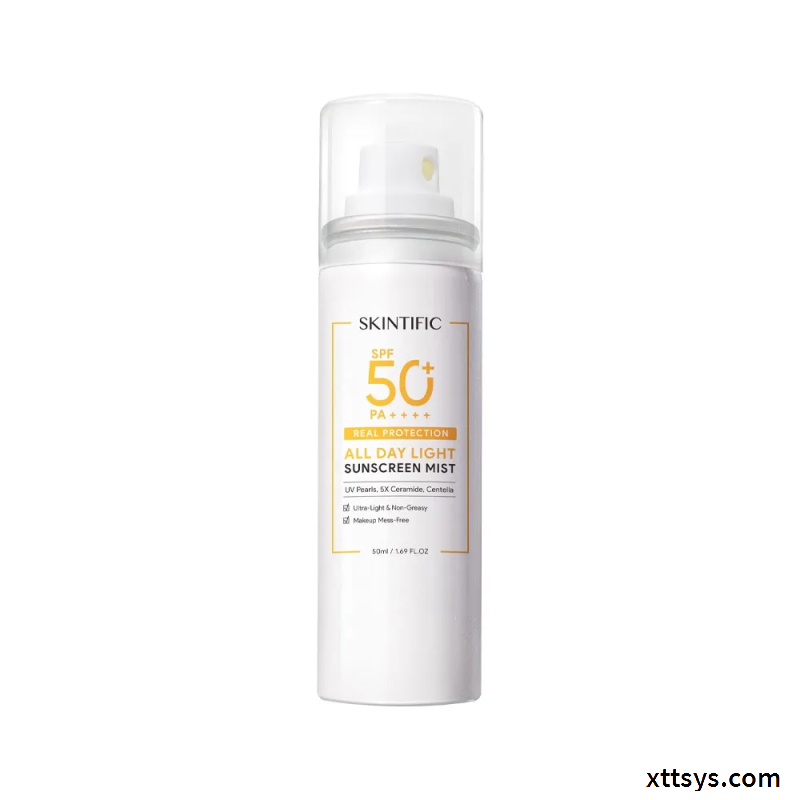 SKINTIFIC
SPF
50+
PA ++++
REAL PROTECTION
ALL DAY LIGHT
SUNSCREEN MIST
UV Pearls, 5X Ceramide, Centella
☑ Ultra-Light & Non-Greasy
☑ Makeup Mess-Free
50ml / 1.69 FL.OZ
xttsys.com